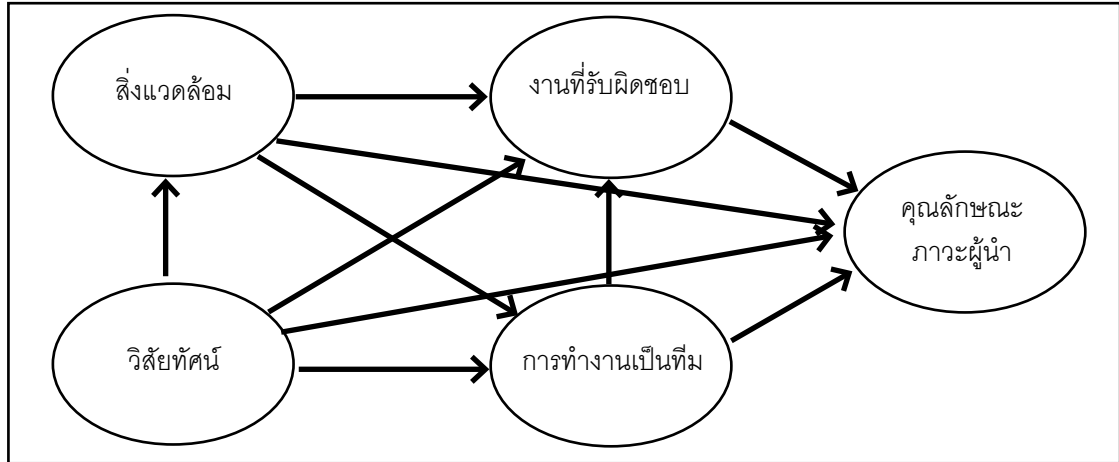 สิ่งแวดล้อม
งานที่รับผิดชอบ
คุณลักษณะ
ภาวะผู้นำ
วิสัยทัศน์
การทำงานเป็นทีม